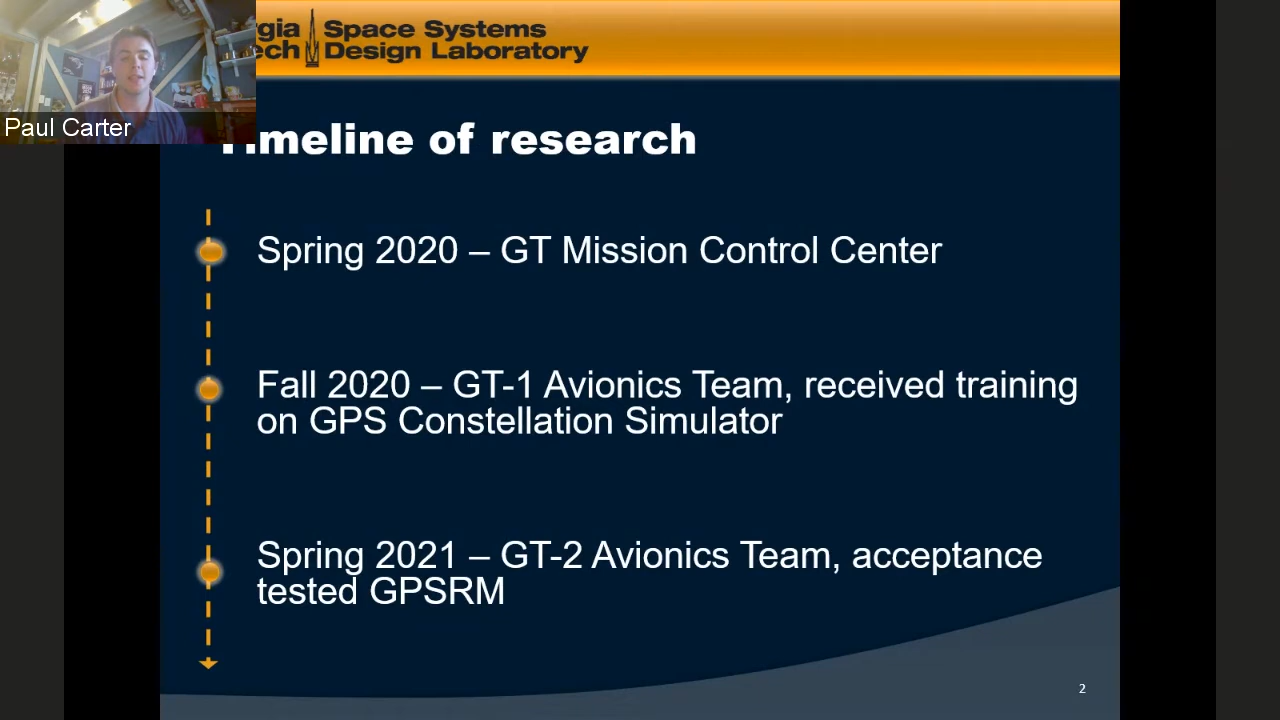 gia
ech
Space Systems
Design Laboratory
Paul Carter
Timeline of research
Spring 2020 – GT Mission Control Center
Fall 2020 – GT-1 Avionics Team, received training
on GPS Constellation Simulator
Spring 2021 – GT-2 Avionics Team, acceptance
tested GPSRM
2